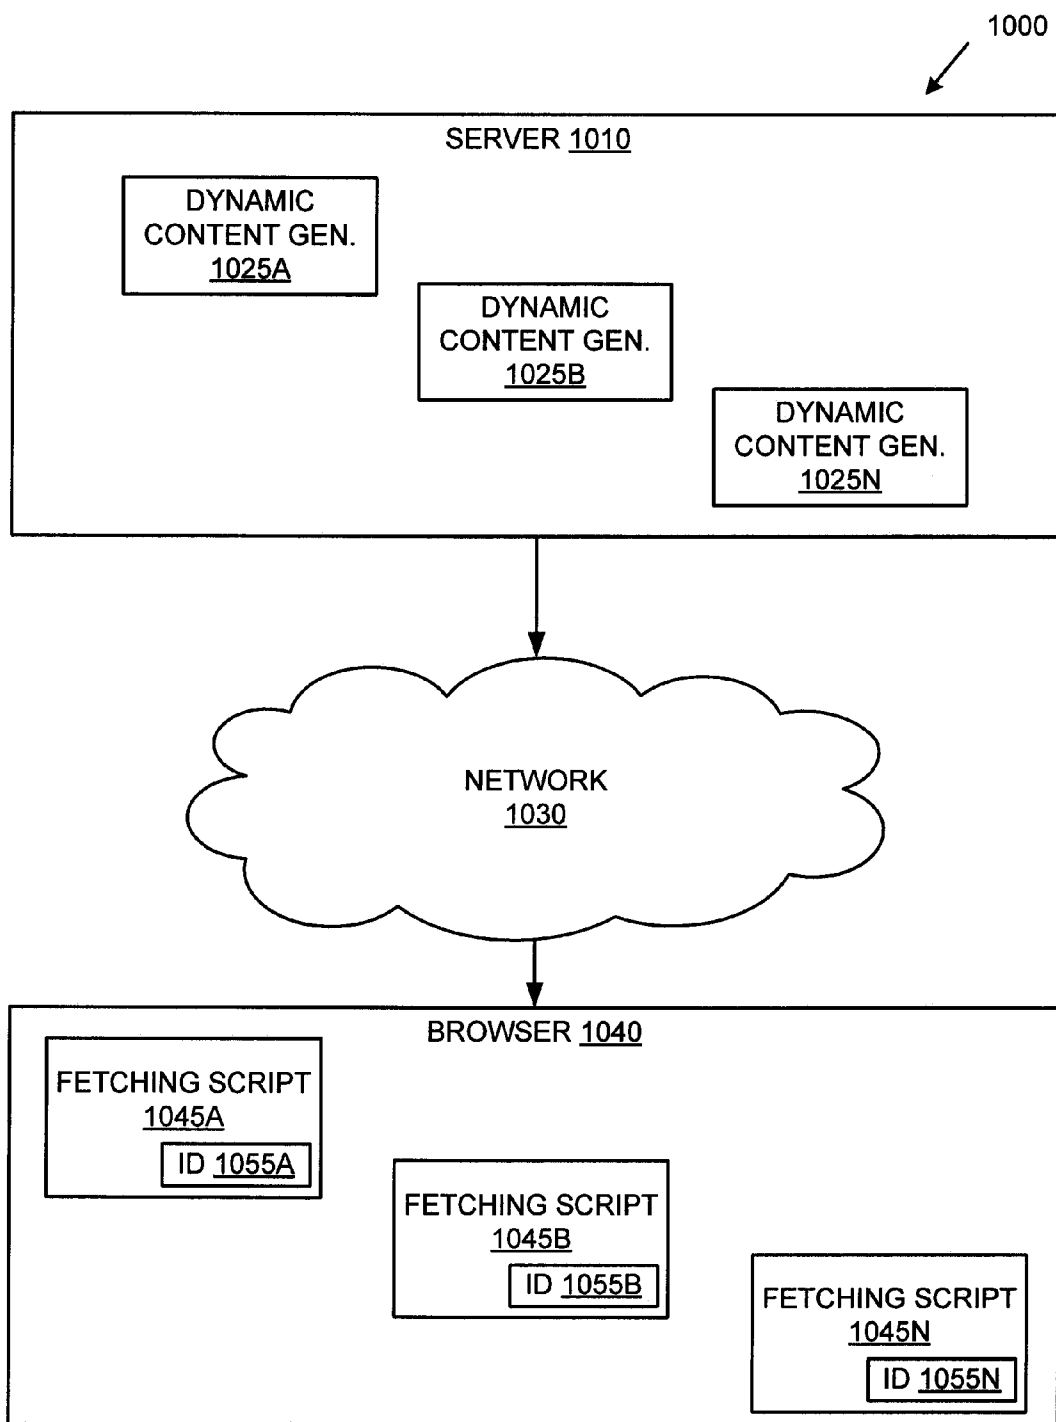 1000
SERVER 1010
DYNAMIC
CONTENT GEN.
1025A
DYNAMIC
CONTENT GEN.
1025B
DYNAMIC
CONTENT GEN.
1025N
NETWORK
1030
BROWSER 1040
FETCHING SCRIPT
1045A
ID 1055A
FETCHING SCRIPT
1045B
ID 1055B
FETCHING SCRIPT
1045N
ID 1055N